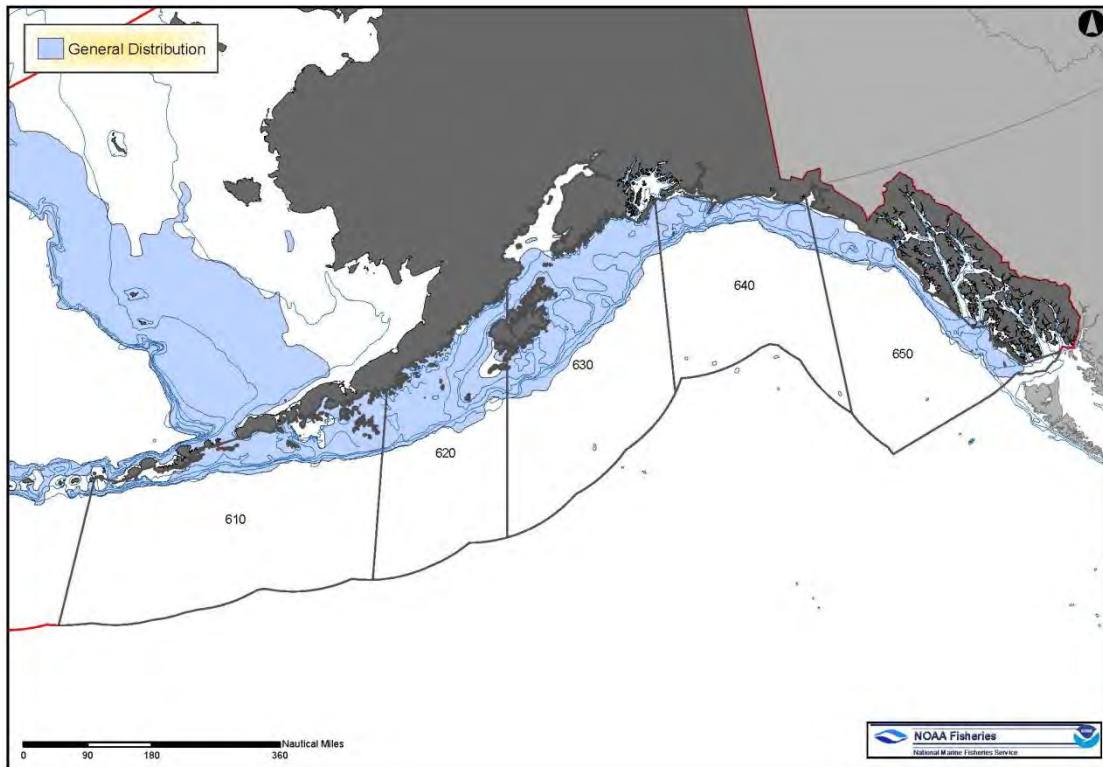 General Distribution
640
650
630
620
610
Nautical Miles
0 90 180 360
NOAA Fisheries
National Marine Fisheries Service